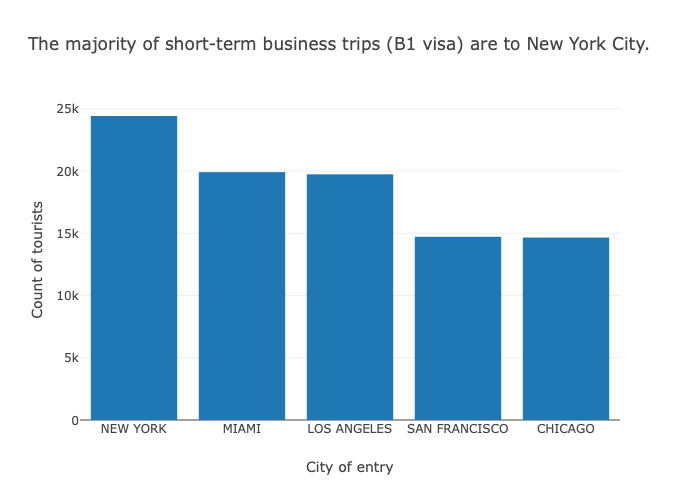 The majority of short-term business trips (B1 visa) are to New York City.
25k
20k
15k
10k
5k
0
Count of tourists
NEW YORK
MIAMI
LOS ANGELES
SAN FRANCISCO
CHICAGO
City of entry